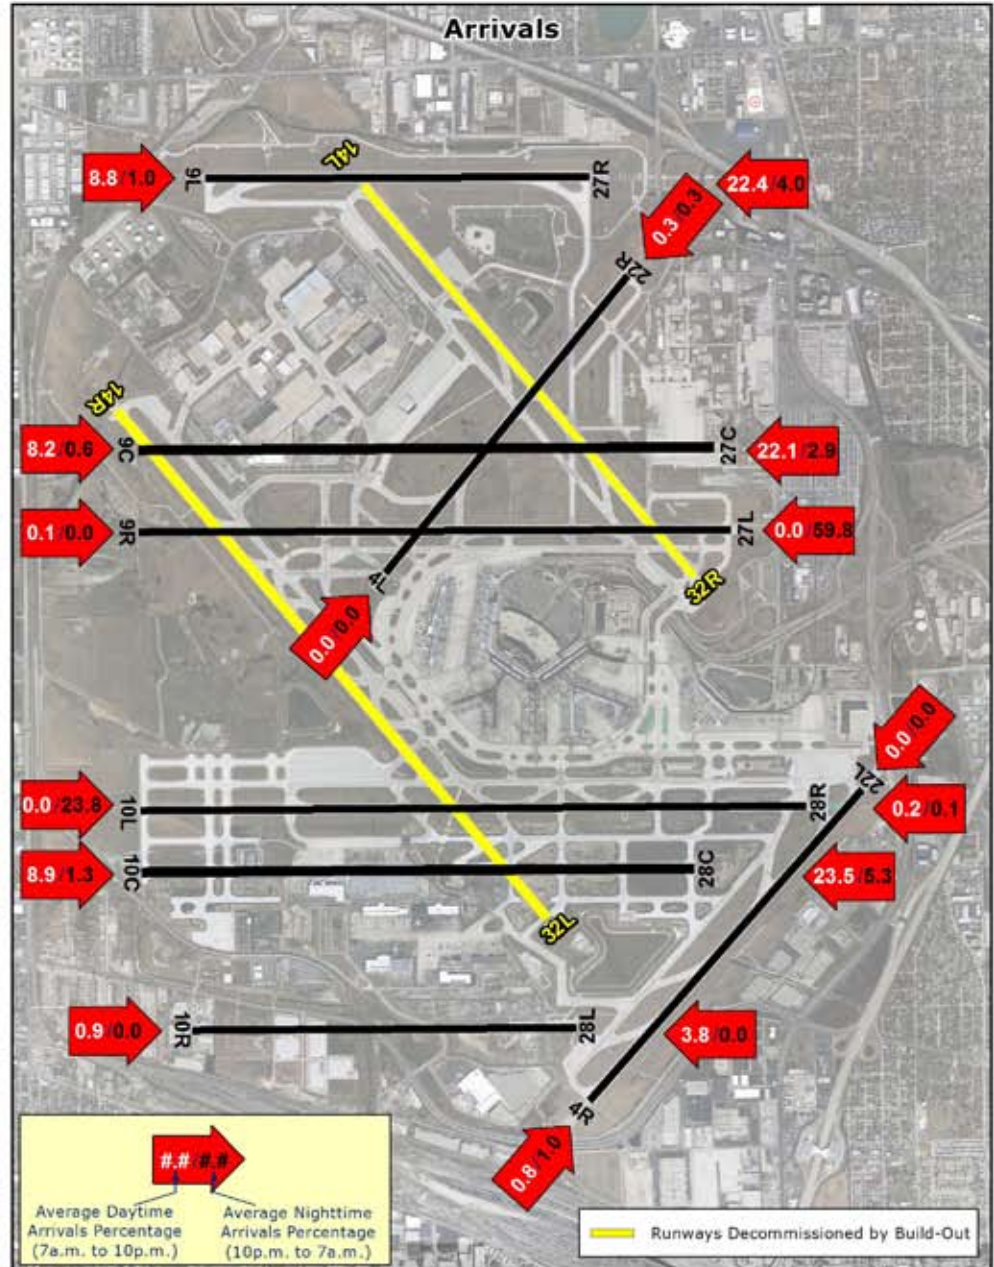 Arrivals
14L
8.8/1.0
9L
27R
22.4/4.0
0.3/0.3
22R
14R
8.2/0.6
9C
27C
22.1/2.9
0.1/0.0
9R
27L
0.0/59.8
4L
32R
0.0/0.0
0.0/0.0
22L
0.0/23.8
10L
28R
0.2/0.1
8.9/1.3
10C
28C
23.5/5.3
32L
0.9/0.0
10R
28L
3.8/0.0
4R
0.8/1.0
#.#/#.#
Average Daytime
Arrivals Percentage
(7a.m. to 10p.m.)
Average Nighttime
Arrivals Percentage
(10p.m. to 7a.m.)
Runways Decommissioned by Build-Out